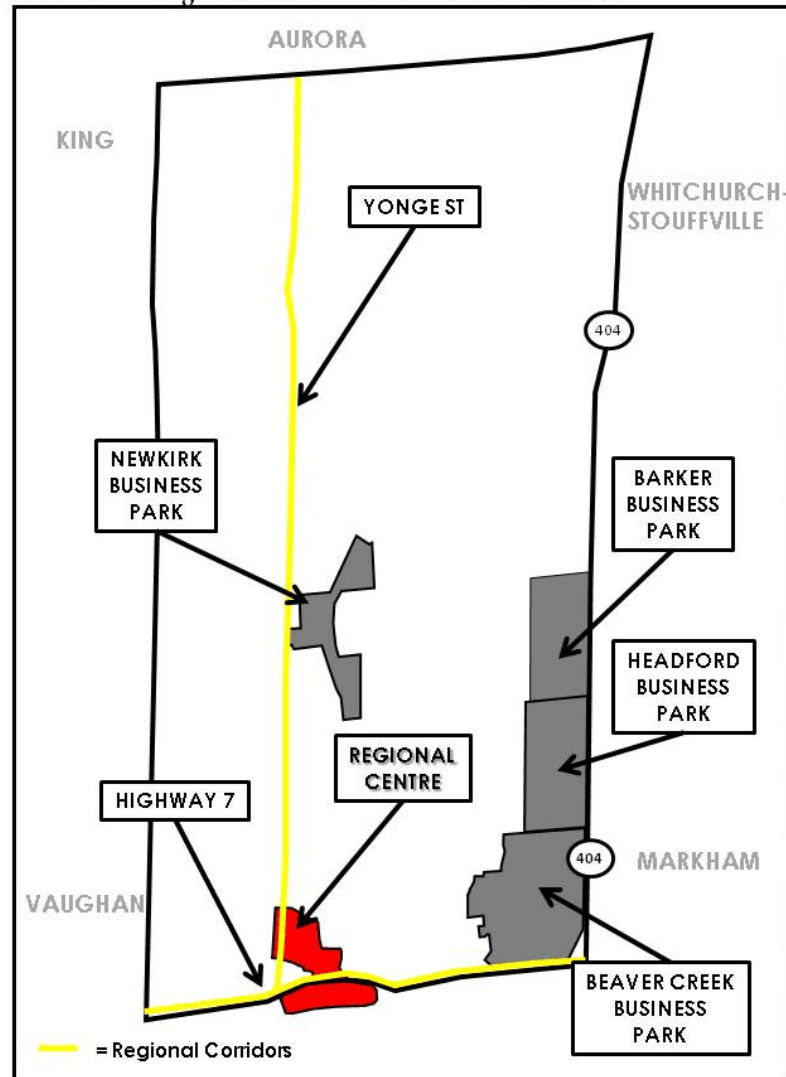 AURORA
KING
WHITCHURCH-
STOUFFVILLE
YONGE ST
404
NEWKIRK
BUSINESS
PARK
BARKER
BUSINESS
PARK
HEADFORD
BUSINESS
PARK
REGIONAL
CENTRE
HIGHWAY 7
404
MARKHAM
VAUGHAN
BEAVER CREEK
BUSINESS
PARK
= Regional Corridors